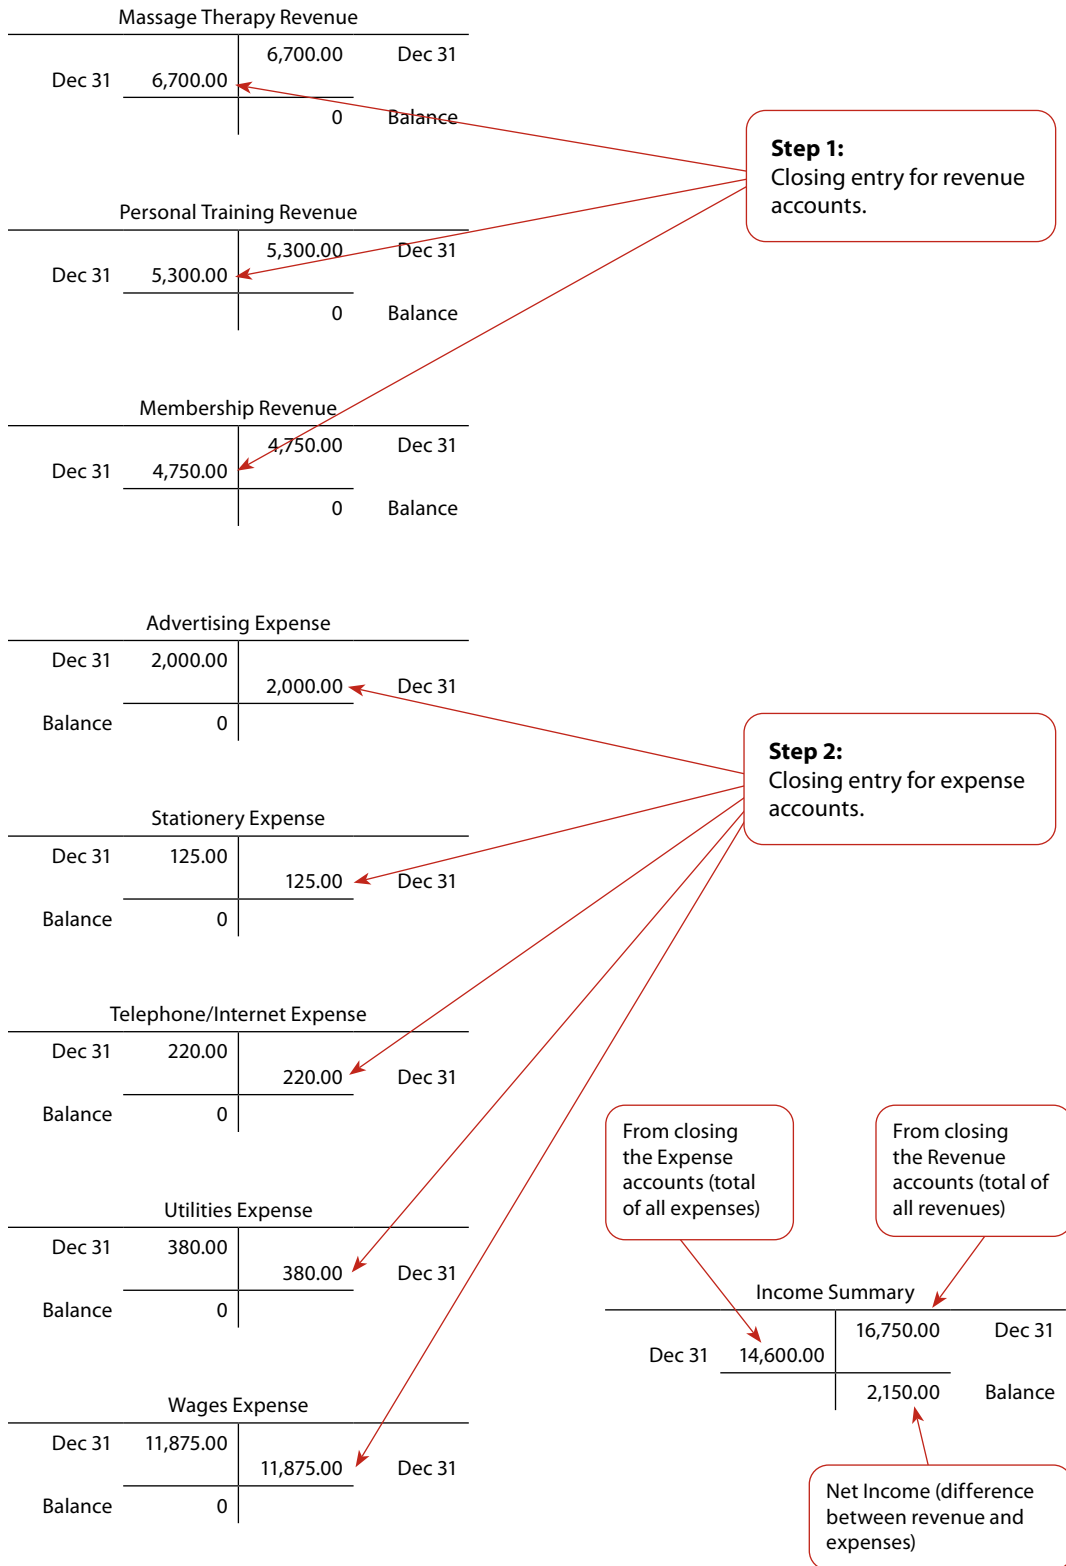 Massage Therapy Revenue
6,700.00 Dec 31
Dec 31 6,700.00
0 Balance
Step 1:
Closing entry for revenue
accounts.
Personal Training Revenue
5,300.00 Dec 31
Dec 31 5,300.00
0 Balance
Membership Revenue
4,750.00 Dec 31
Dec 31 4,750.00
0 Balance
Advertising Expense
Dec 31 2,000.00
2,000.00 Dec 31
Balance 0
Step 2:
Closing entry for expense
accounts.
Stationery Expense
Dec 31 125.00
125.00 Dec 31
Balance 0
Telephone/Internet Expense
Dec 31 220.00
220.00 Dec 31
Balance 0
Utilities Expense
Dec 31 380.00
380.00 Dec 31
Balance 0
Wages Expense
Dec 31 11,875.00
11,875.00 Dec 31
Balance 0
From closing
the Expense
accounts (total
of all expenses)
From closing
the Revenue
accounts (total of
all revenues)
Income Summary
16,750.00 Dec 31
Dec 31 14,600.00
2,150.00 Balance
Net Income (difference
between revenue and
expenses)